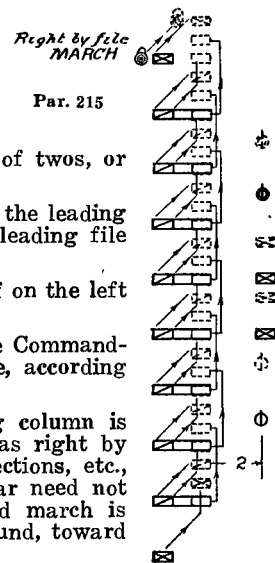 Right by file
MARCH
Par. 215
of twos, or
the leading
leading file
on the left
Command-
e, according
column is
as right by
ections, etc.,
ar need not
d march is
und, toward
2